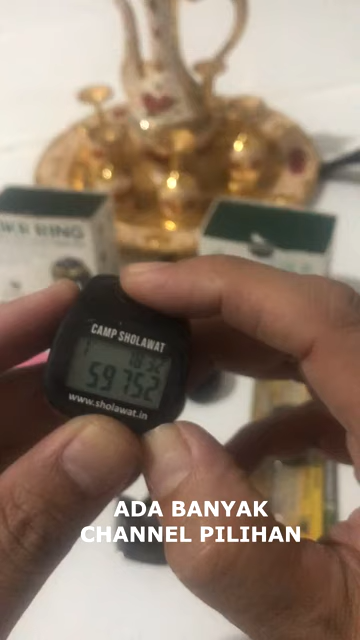 CAMP SHOLAWAT
59752
www.sholawat.in
ADA BANYAK
CHANNEL PILIHAN